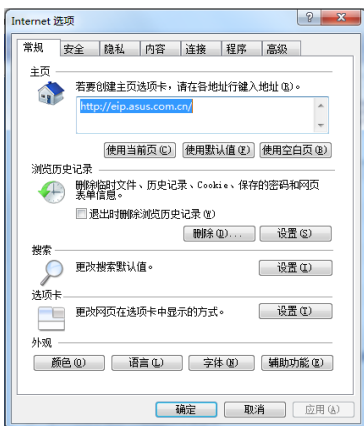 Internet 选项
常规 安全 隐私 内容 连接 程序 高级
主页
若要创建主页选项卡，请在各地址行键入地址(R)。
http://eip.asus.com.cn/
使用当前页(C) 使用默认值(F) 使用空白页(B)
浏览历史记录
删除临时文件、历史记录、Cookie、保存的密码和网页
表单信息。
退出时删除浏览历史记录(W)
删除(D)... 设置(S)
搜索
更改搜索默认值。 设置(I)
选项卡
更改网页在选项卡中显示的方式。 设置(T)
外观
颜色(O) 语言(L) 字体(N) 辅助功能(E)
确定 取消 应用(A)